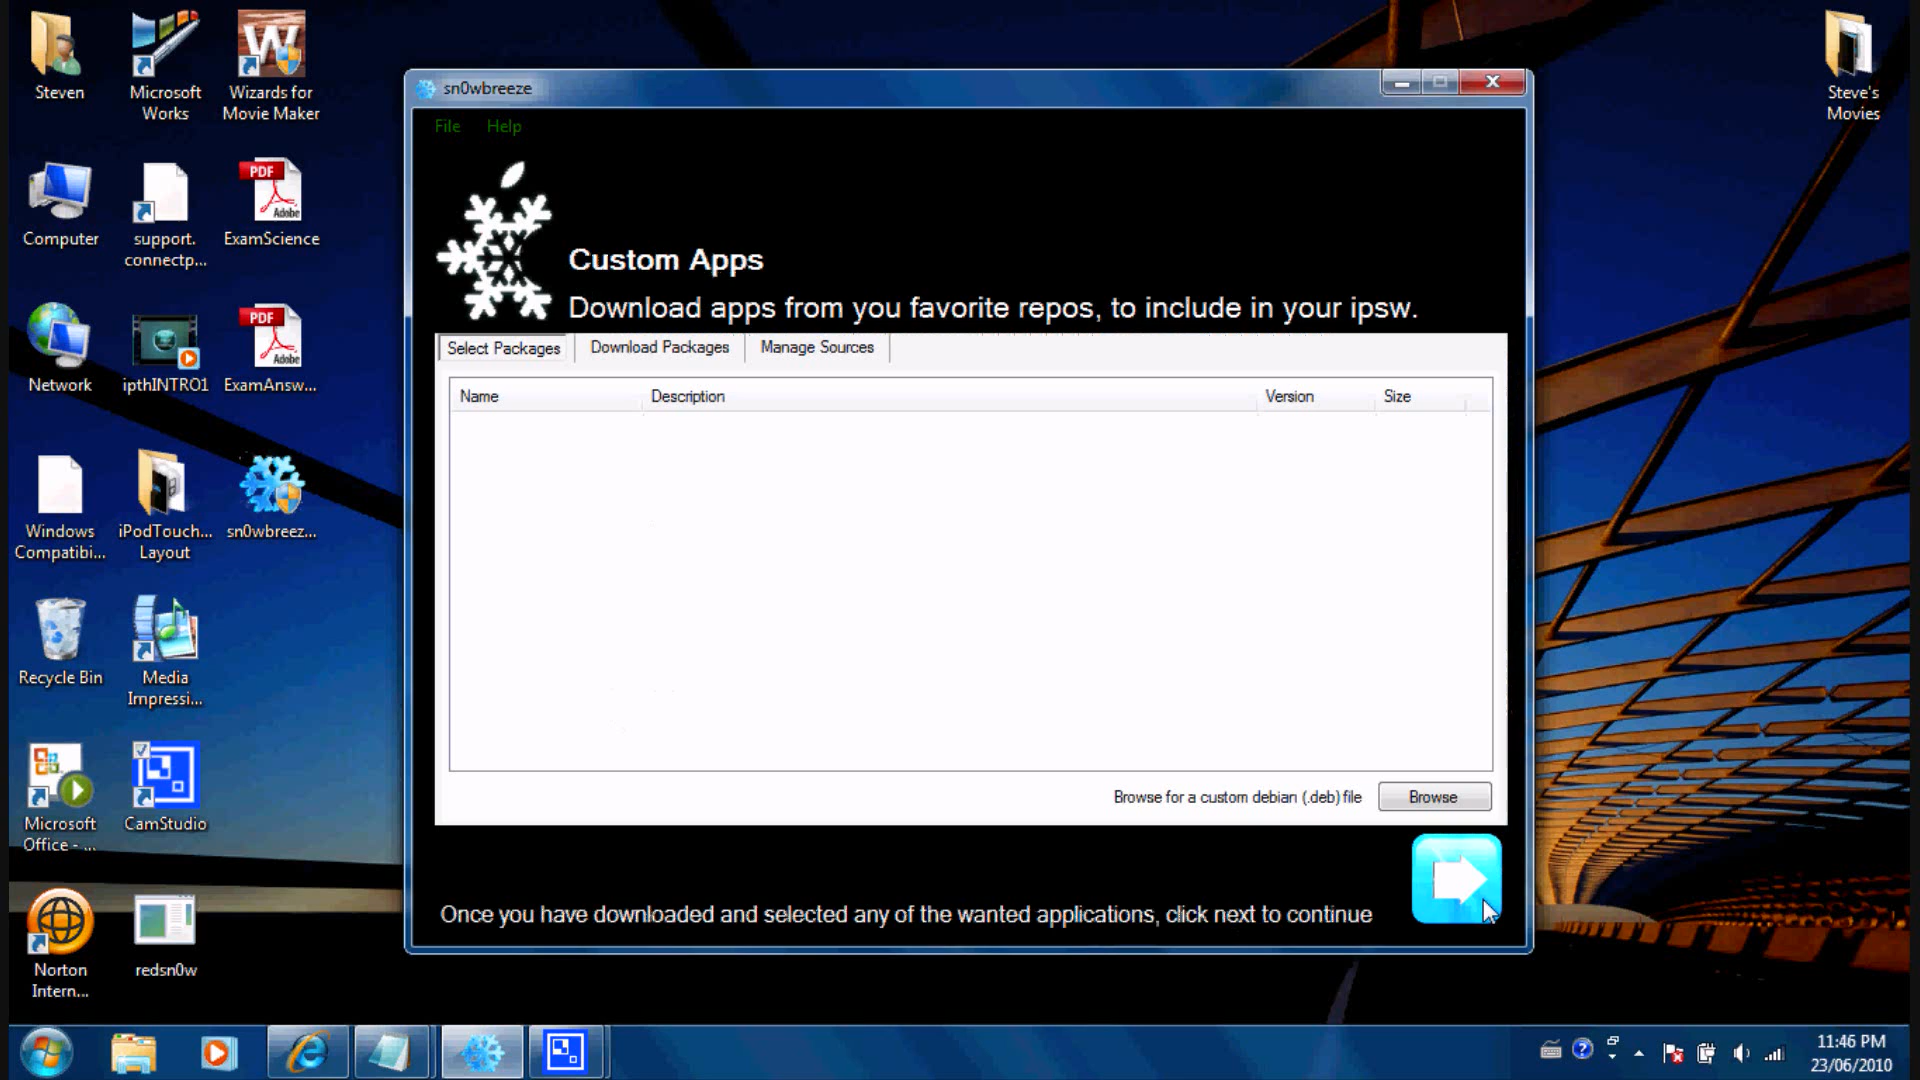 Steven
Microsoft
Works
Wizards for
Movie Maker
Steve's
Movies
Computer
support.
connectp...
PDF
Adobe
ExamScience
Network
ipthINTRO1
PDF
Adobe
ExamAnsw...
Windows
Compatibi...
iPodTouch...
Layout
sn0wbreez...
Recycle Bin
Media
Impressi...
Microsoft
Office - ...
CamStudio
Norton
Intern...
redsn0w
sn0wbreeze
File Help
Custom Apps
Download apps from you favorite repos, to include in your ipsw.
Select Packages Download Packages Manage Sources
Name Description Version Size
Browse for a custom debian (.deb) file Browse
Once you have downloaded and selected any of the wanted applications, click next to continue
11:46 PM
23/06/2010